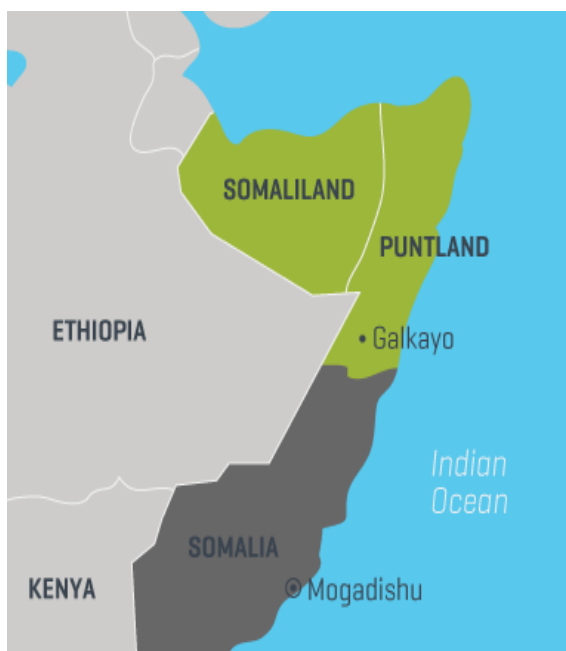 SOMALILAND
PUNTLAND
ETHIOPIA
Galkayo
Indian
Ocean
SOMALIA
KENYA
Mogadishu